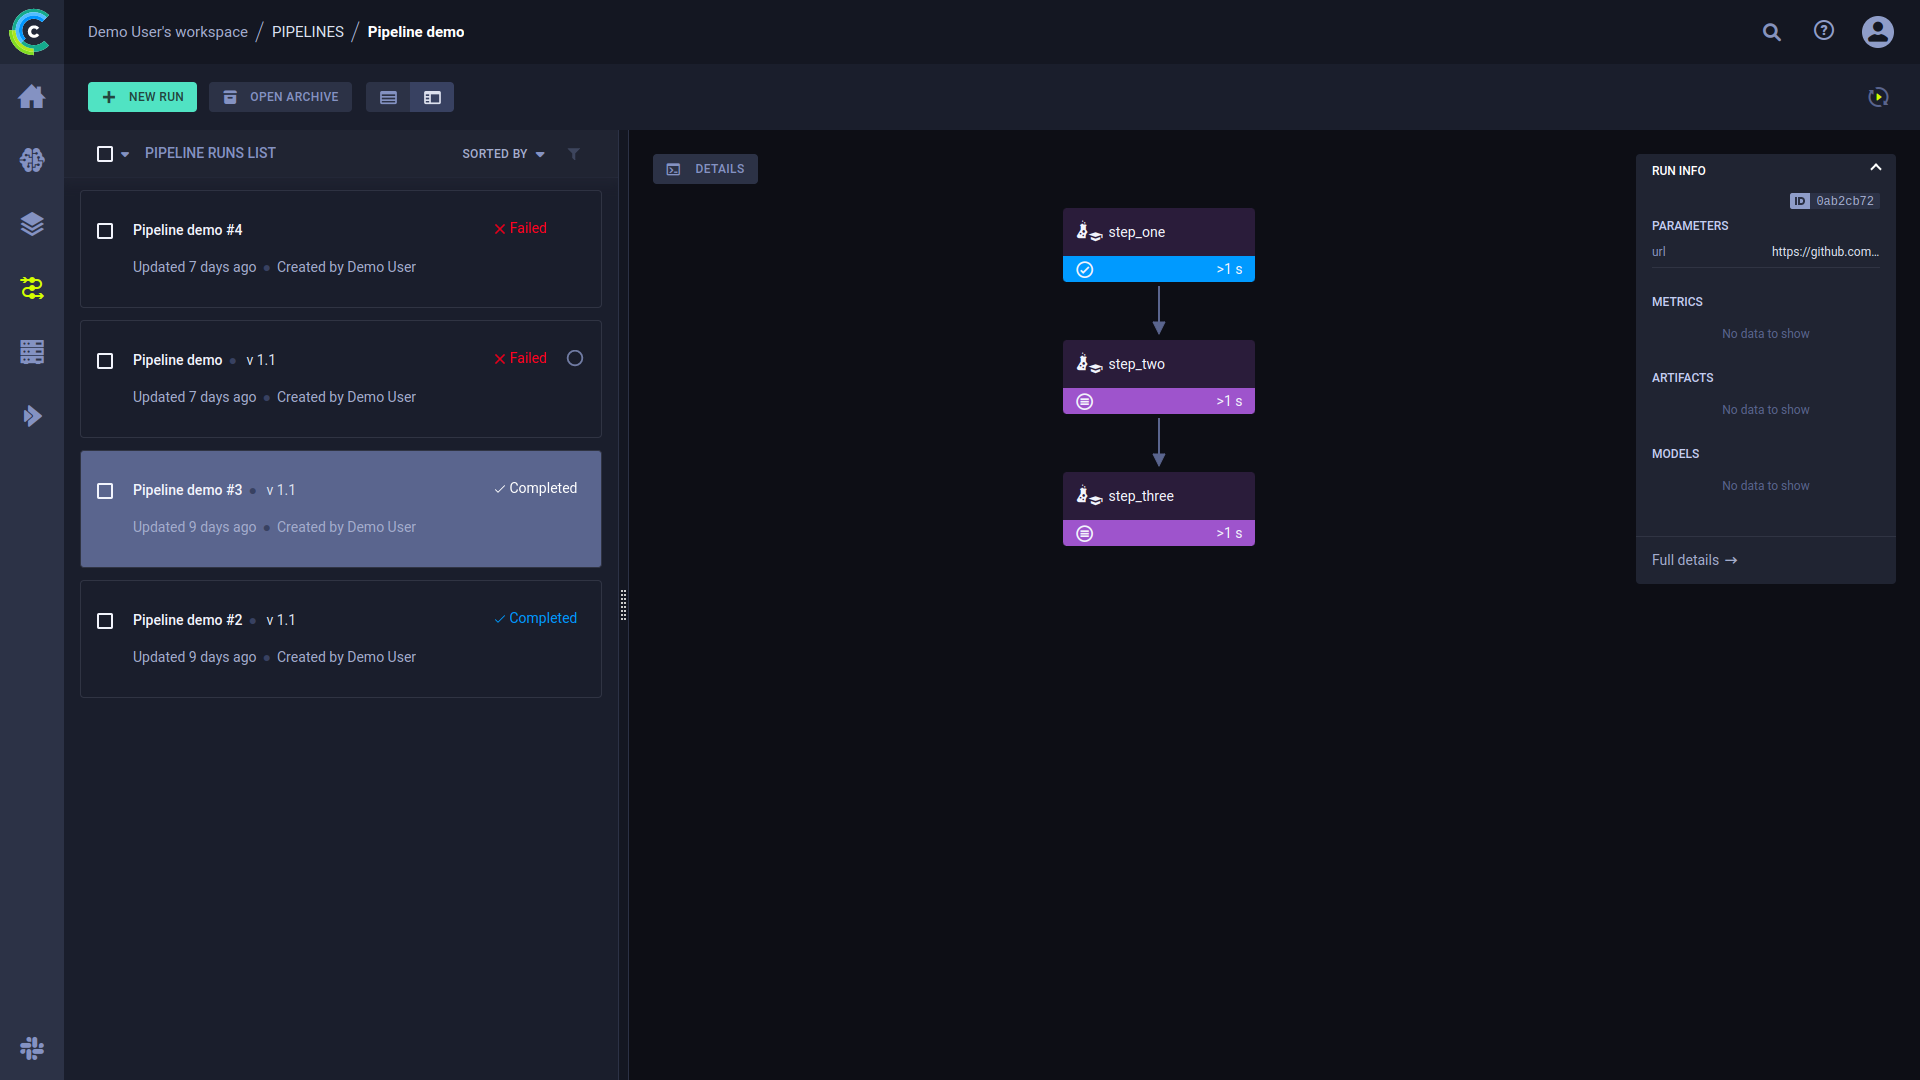 Demo User's workspace / PIPELINES / Pipeline demo
NEW RUN
OPEN ARCHIVE
PIPELINE RUNS LIST
SORTED BY
Pipeline demo #4
Failed
Updated 7 days ago • Created by Demo User
Pipeline demo • v 1.1
Failed
Updated 7 days ago • Created by Demo User
Pipeline demo #3 • v 1.1
Completed
Updated 9 days ago • Created by Demo User
Pipeline demo #2 • v 1.1
Completed
Updated 9 days ago • Created by Demo User
DETAILS
step_one
>1 s
step_two
>1 s
step_three
>1 s
RUN INFO
ID 0ab2cb72
PARAMETERS
url https://github.com...
METRICS
No data to show
ARTIFACTS
No data to show
MODELS
No data to show
Full details →